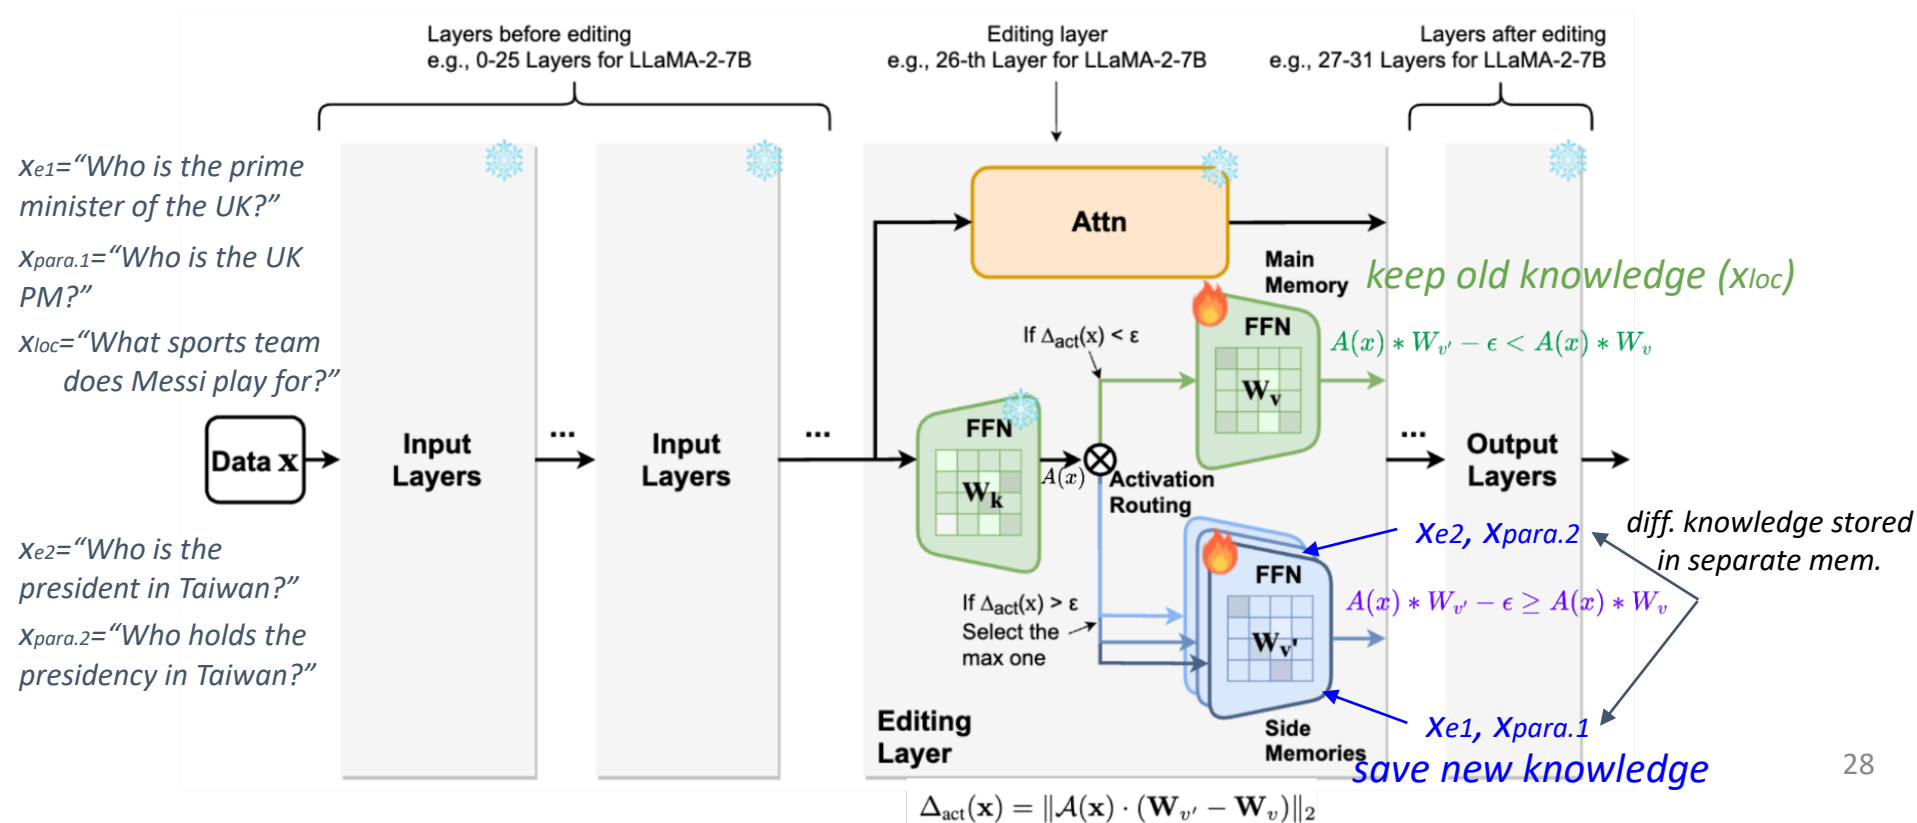 Layers before editing
e.g., 0-25 Layers for LLaMA-2-7B
Editing layer
e.g., 26-th Layer for LLaMA-2-7B
Layers after editing
e.g., 27-31 Layers for LLaMA-2-7B
xe1="Who is the prime
minister of the UK?"
xpara.1="Who is the UK
PM?"
xloc="What sports team
does Messi play for?"
Data x
xe2="Who is the
president in Taiwan?"
xpara.2="Who holds the
presidency in Taiwan?"
Input
Layers
...
Input
Layers
...
Attn
Main
Memory
keep old knowledge (xloc)
If Δact(x) < ε
FFN
Wv
A(x) * Wv' − ϵ < A(x) * Wv
FFN
Wk
A(x)
Activation
Routing
...
Output
Layers
If Δact(x) > ε
Select the
max one
FFN
Wv'
xe2, xpara.2
diff. knowledge stored
in separate mem.
A(x) * Wv' − ϵ ≥ A(x) * Wv
Editing
Layer
Side
Memories
xe1, xpara.1
save new knowledge
Δact(x) = ‖A(x) · (Wv' − Wv)‖2
28